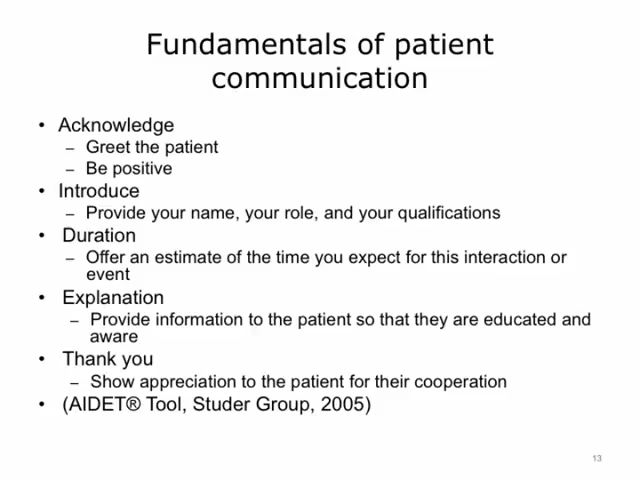 Fundamentals of patient
communication
• Acknowledge
– Greet the patient
– Be positive
• Introduce
– Provide your name, your role, and your qualifications
• Duration
– Offer an estimate of the time you expect for this interaction or
event
• Explanation
– Provide information to the patient so that they are educated and
aware
• Thank you
– Show appreciation to the patient for their cooperation
• (AIDET® Tool, Studer Group, 2005)
13